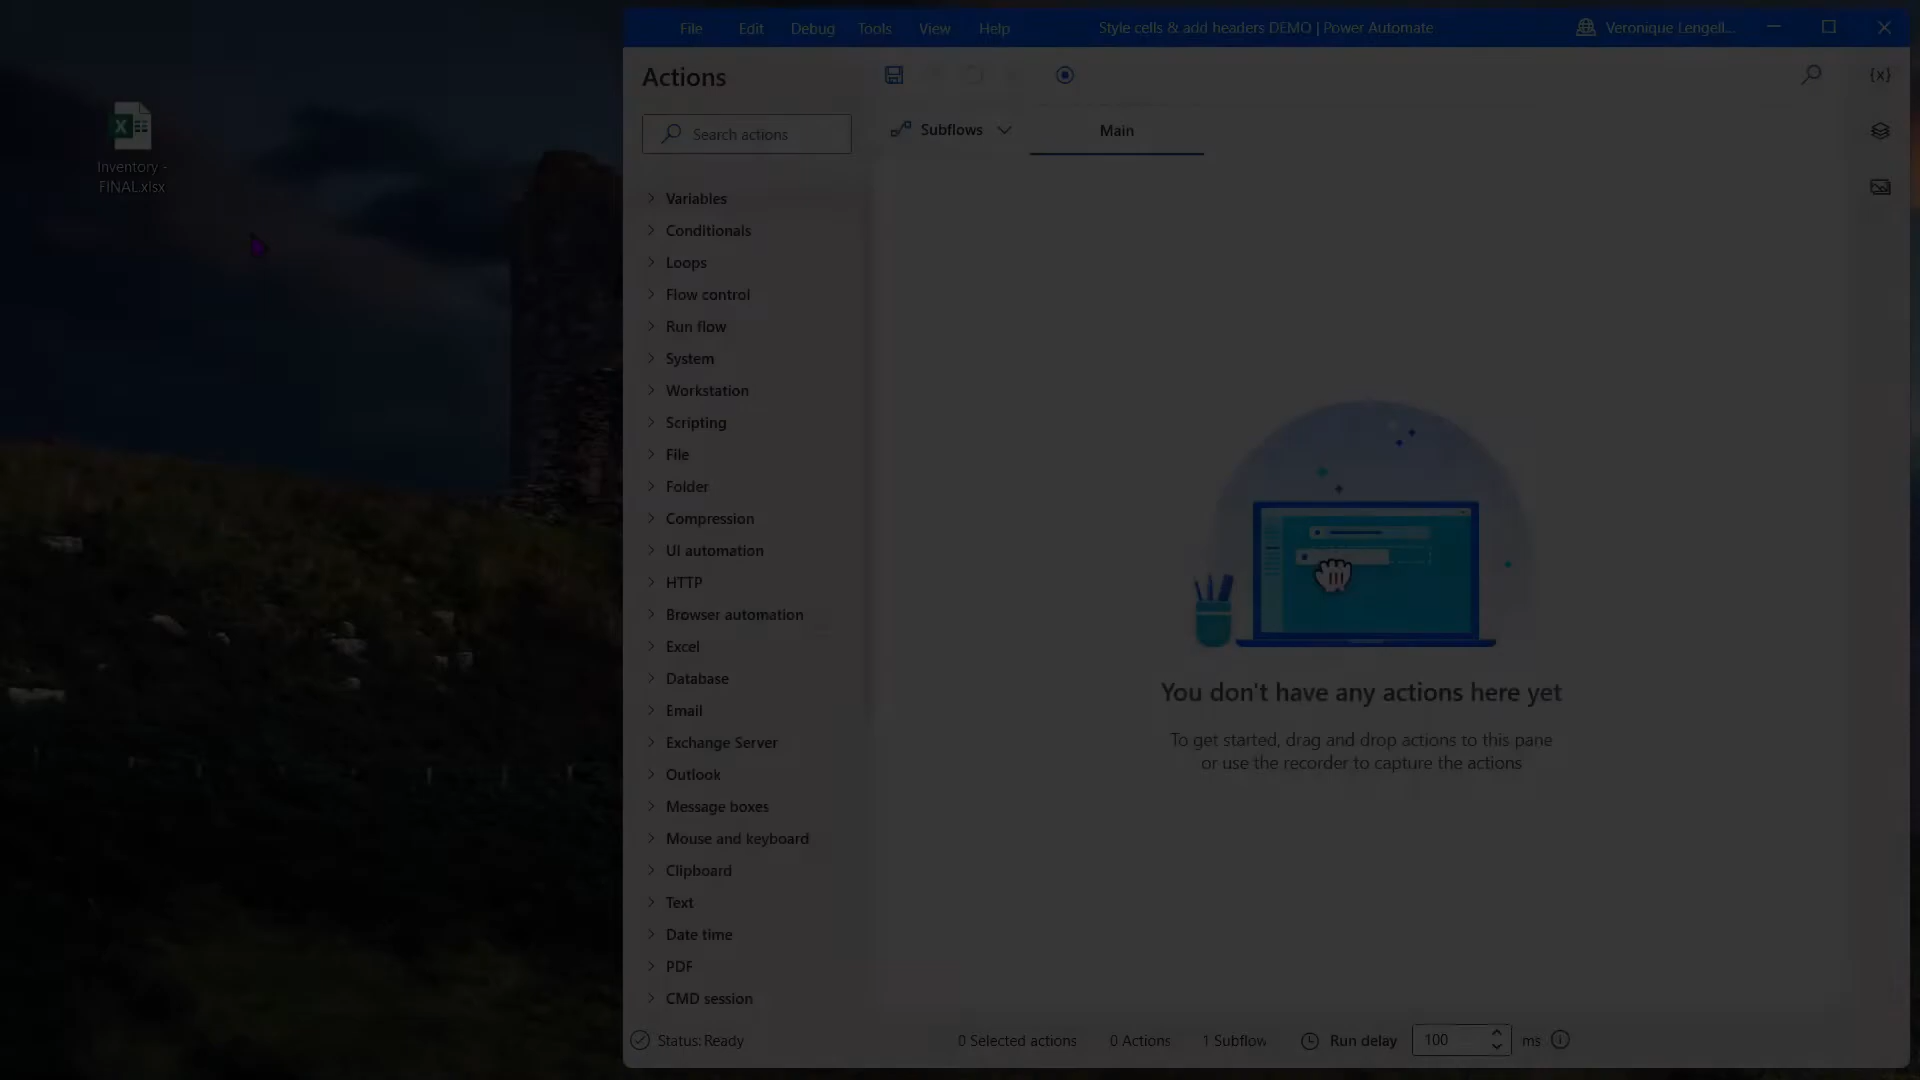 Inventory -
FINAL.xlsx
File Edit Debug Tools View Help
Style cells & add headers DEMO | Power Automate
Veronique Lengell...
Actions
Search actions
Subflows
Main
{x}
Variables
Conditionals
Loops
Flow control
Run flow
System
Workstation
Scripting
File
Folder
Compression
UI automation
HTTP
Browser automation
Excel
Database
Email
Exchange Server
Outlook
Message boxes
Mouse and keyboard
Clipboard
Text
Date time
PDF
CMD session
You don't have any actions here yet
To get started, drag and drop actions to this pane
or use the recorder to capture the actions
Status: Ready
0 Selected actions
0 Actions
1 Subflow
Run delay
100
ms